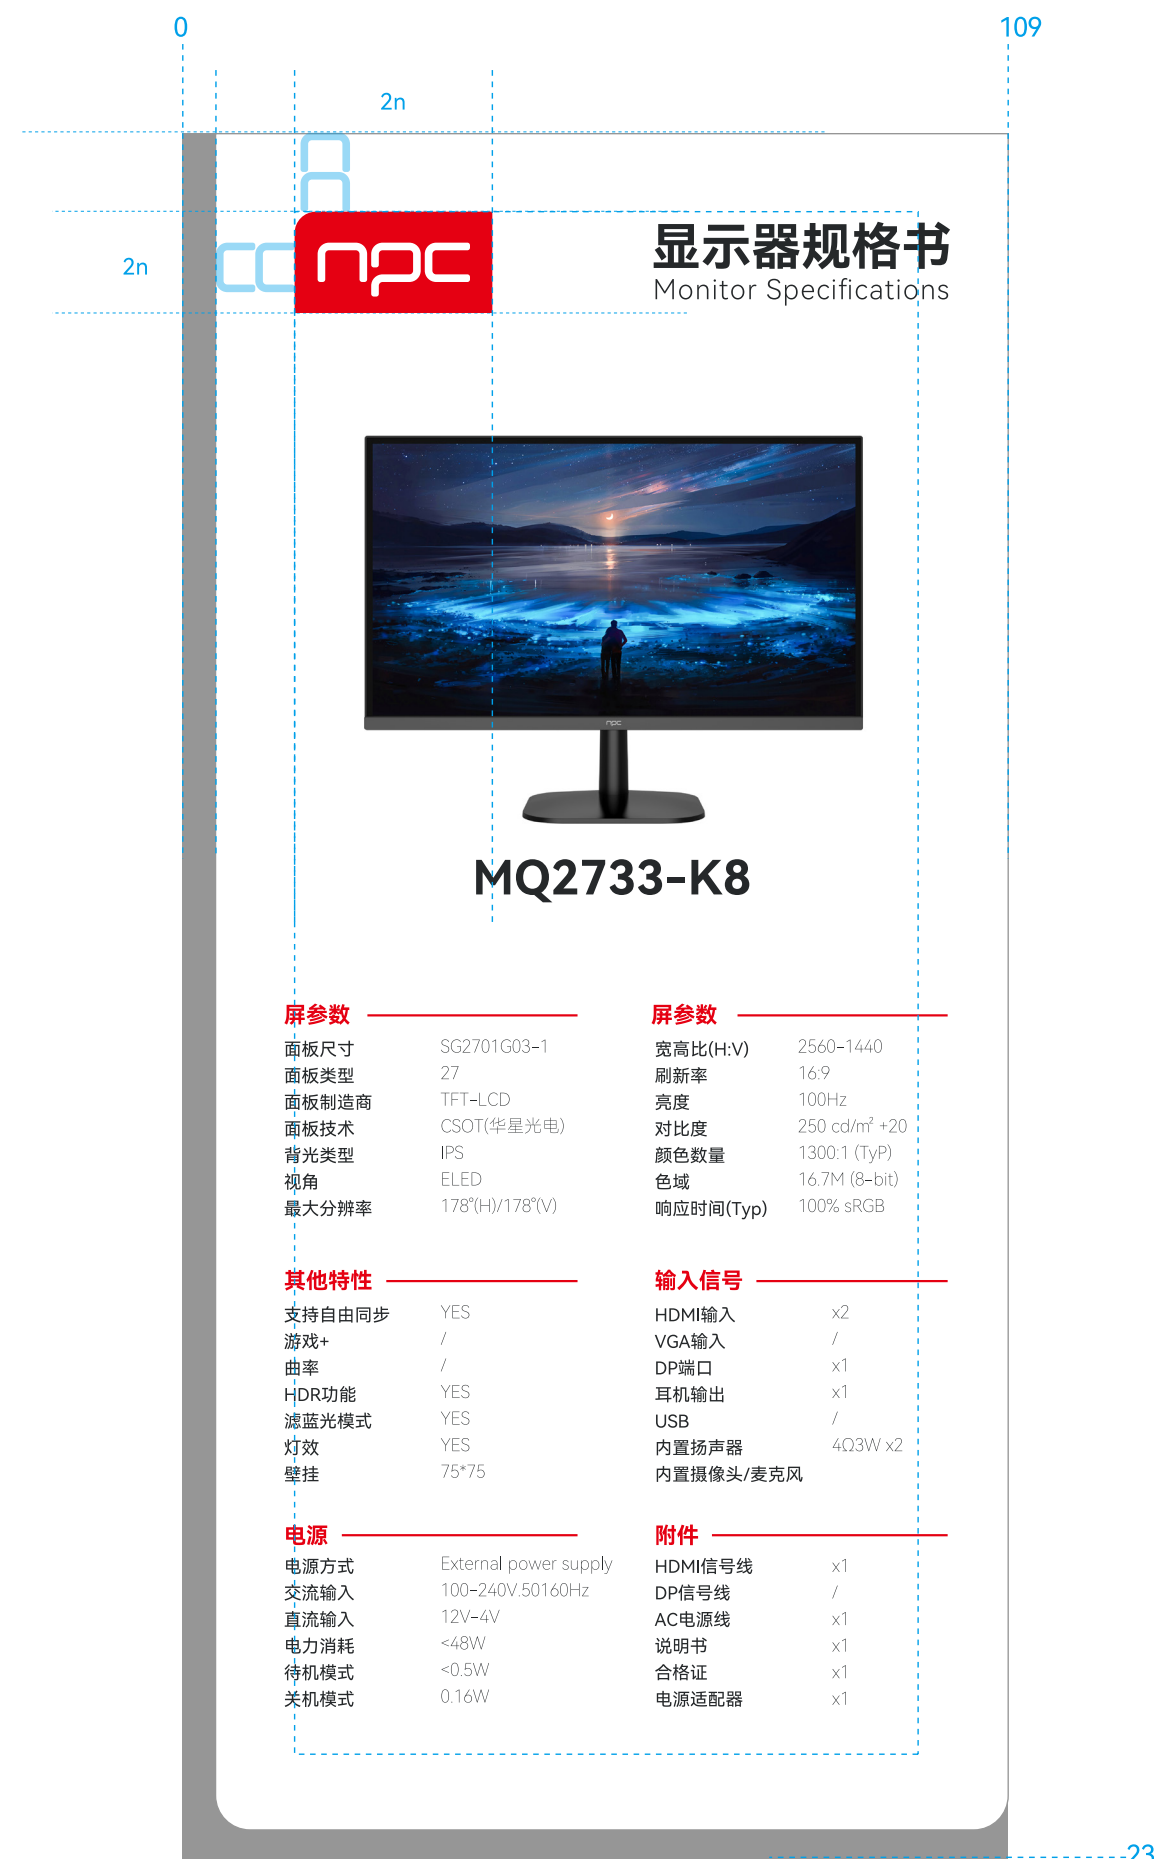 0
109
2n
2n
npc
显示器规格书
Monitor Specifications
npc
MQ2733-K8
屏参数
面板尺寸 SG2701G03-1
面板类型 27
面板制造商 TFT-LCD
面板技术 CSOT(华星光电)
背光类型 IPS
视角 ELED
最大分辨率 178°(H)/178°(V)
屏参数
宽高比(H:V) 2560-1440
刷新率 16:9
亮度 100Hz
对比度 250 cd/m² +20
颜色数量 1300:1 (TyP)
色域 16.7M (8-bit)
响应时间(Typ) 100% sRGB
其他特性
支持自由同步 YES
游戏+ /
曲率 /
HDR功能 YES
滤蓝光模式 YES
灯效 YES
壁挂 75*75
输入信号
HDMI输入 x2
VGA输入 /
DP端口 x1
耳机输出 x1
USB /
内置扬声器 4Ω3W x2
内置摄像头/麦克风
电源
电源方式 External power supply
交流输入 100-240V.50160Hz
直流输入 12V-4V
电力消耗 <48W
待机模式 <0.5W
关机模式 0.16W
附件
HDMI信号线 x1
DP信号线 /
AC电源线 x1
说明书 x1
合格证 x1
电源适配器 x1
23